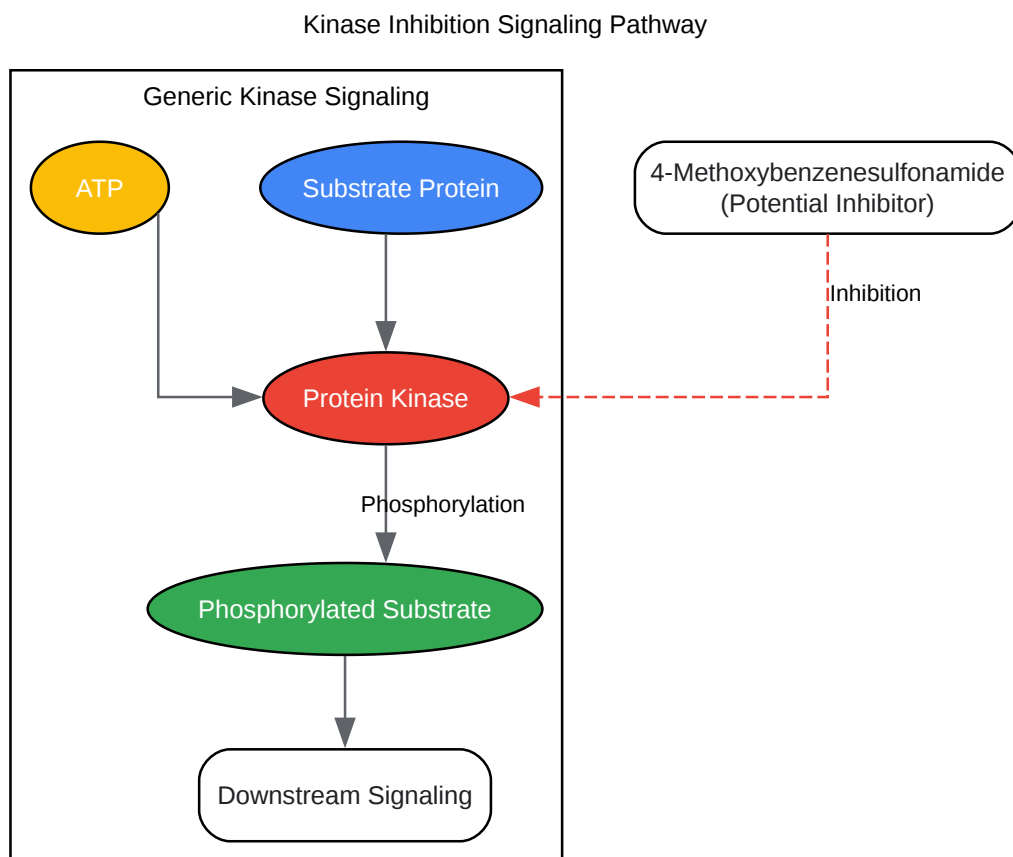 Kinase Inhibition Signaling Pathway
Generic Kinase Signaling
ATP
Substrate Protein
4-Methoxybenzenesulfonamide
(Potential Inhibitor)
Inhibition
Protein Kinase
Phosphorylation
Phosphorylated Substrate
Downstream Signaling